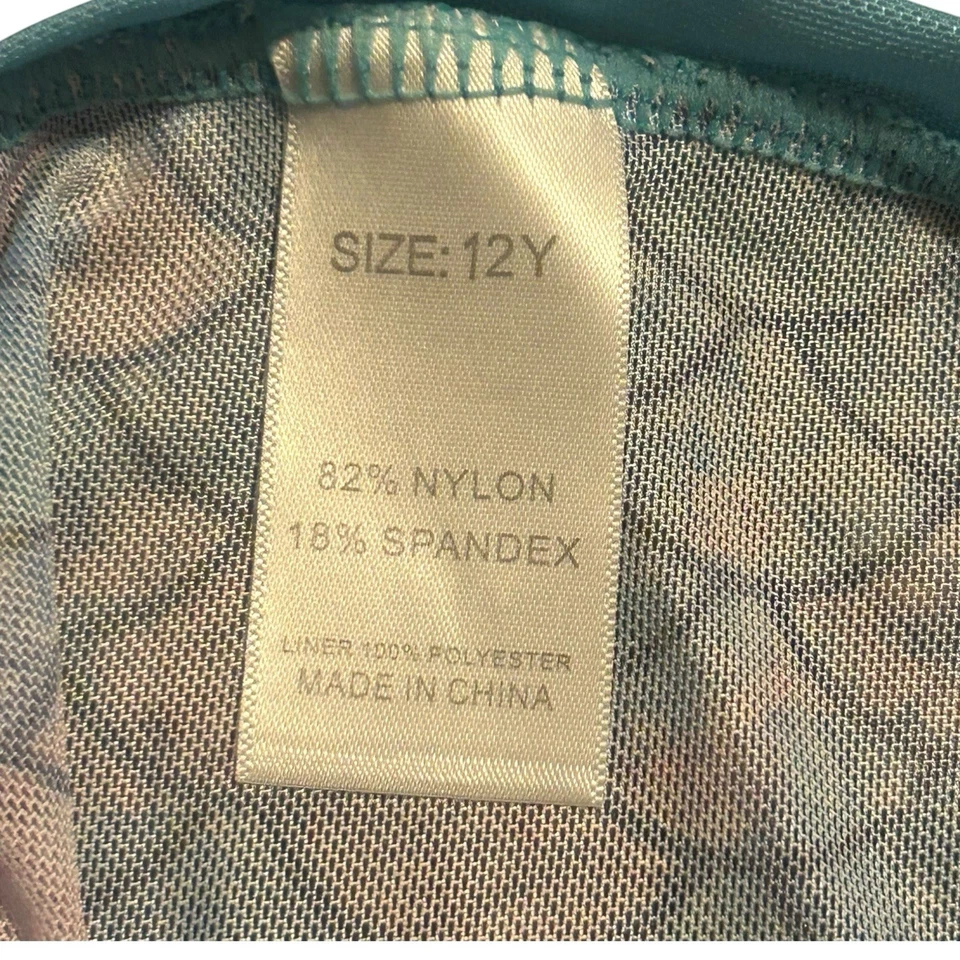 SIZE: 12Y
82% NYLON
18% SPANDEX
LINER 100% POLYESTER
MADE IN CHINA